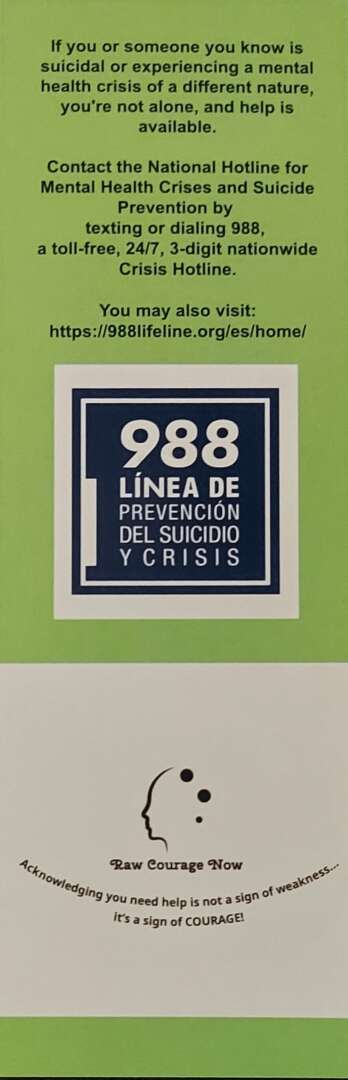 If you or someone you know is
suicidal or experiencing a mental
health crisis of a different nature,
you're not alone, and help is
available.
Contact the National Hotline for
Mental Health Crises and Suicide
Prevention by
texting or dialing 988,
a toll-free, 24/7, 3-digit nationwide
Crisis Hotline.
You may also visit:
https://988lifeline.org/es/home/
988
LÍNEA DE
PREVENCIÓN
DEL SUICIDIO
Y CRISIS
Raw Courage Now
Acknowledging you need help is not a sign of weakness...
it's a sign of COURAGE!